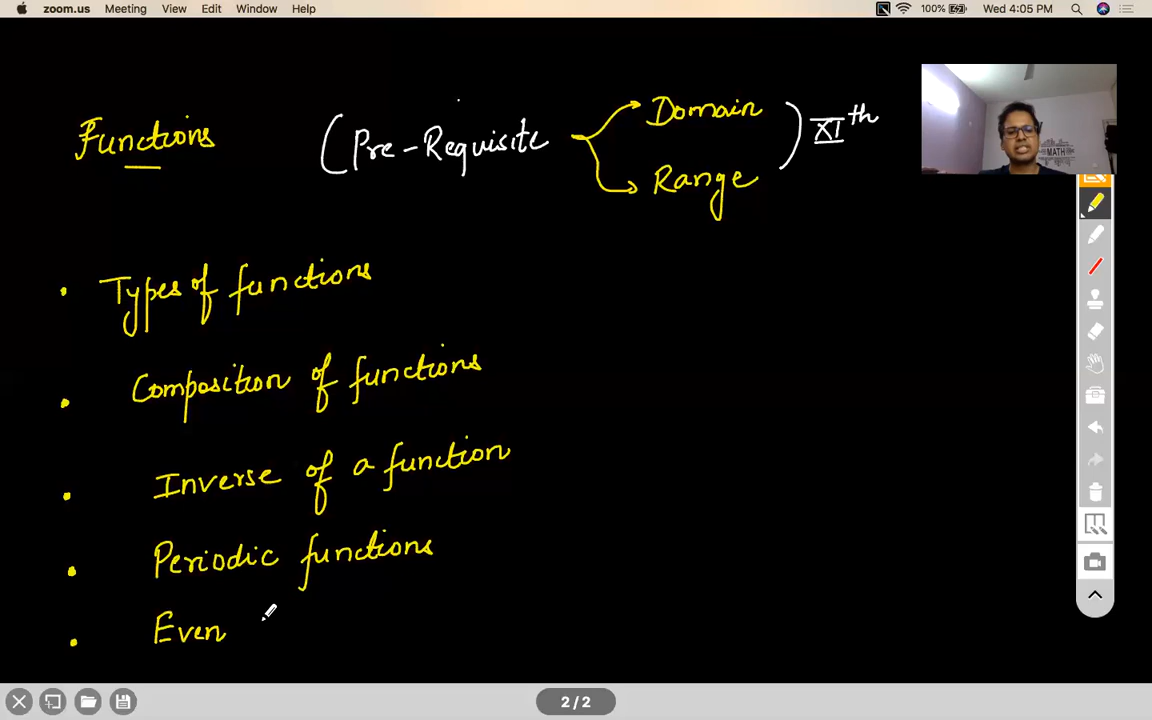 zoom.us Meeting View Edit Window Help 100% Wed 4:05 PM
Functions (Pre-Requisite Domain Range) XIth
MATH
• Types of functions
• Composition of functions
• Inverse of a function
• Periodic functions
• Even
2 / 2